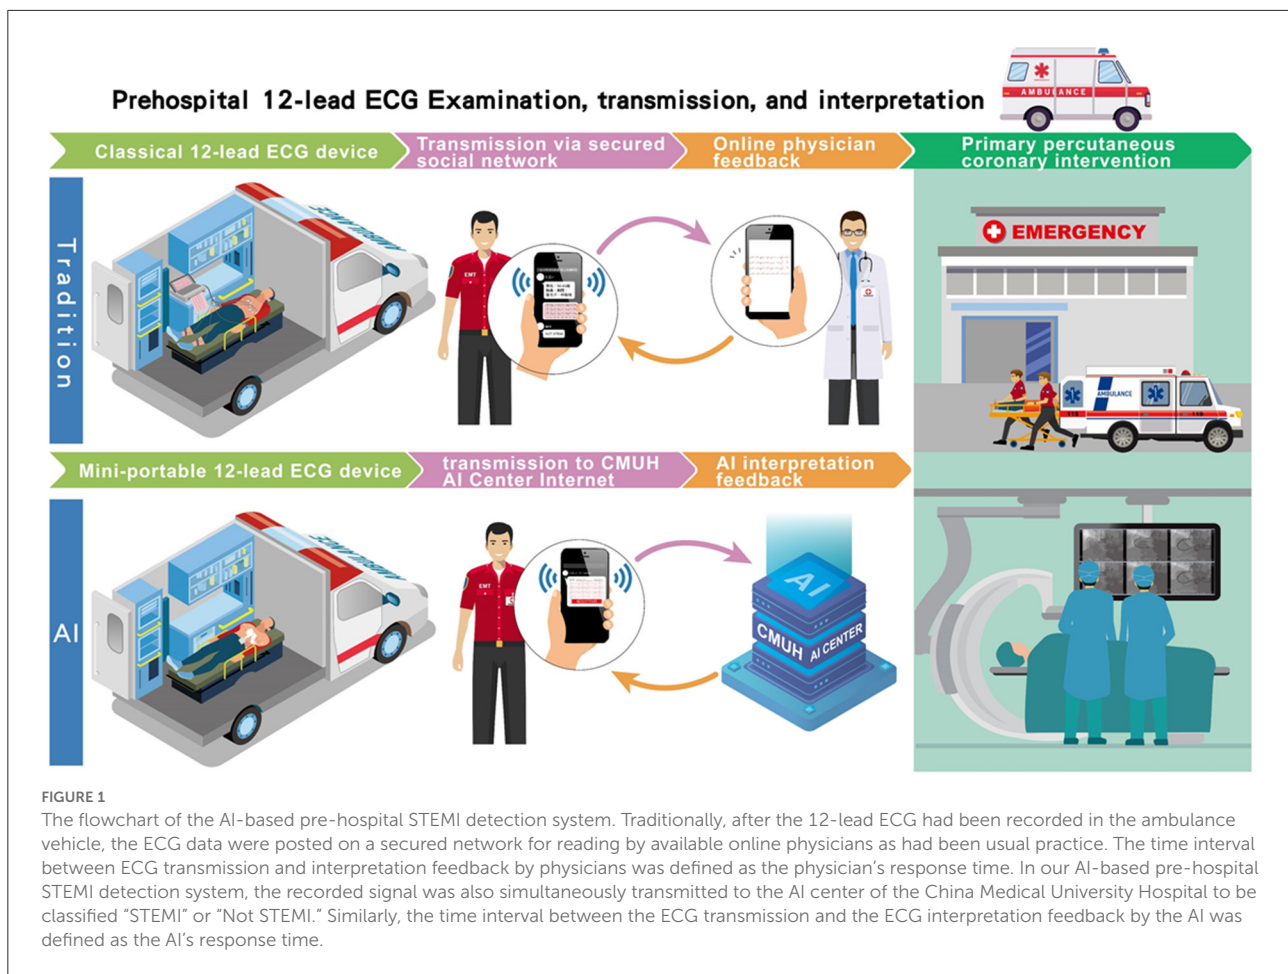 Prehospital 12-lead ECG Examination, transmission, and interpretation
AMBULANCE
Classical 12-lead ECG device
Transmission via secured
social network
Online physician
feedback
Primary percutaneous
coronary intervention
Tradition
AMBULANCE
EMT
EMERGENCY
AMBULANCE
119
119
Mini-portable 12-lead ECG device
transmission to CMUH
AI Center Internet
AI interpretation
feedback
AI
AMBULANCE
EMT
AI
CMUH
AI CENTER
FIGURE 1
The flowchart of the AI-based pre-hospital STEMI detection system. Traditionally, after the 12-lead ECG had been recorded in the ambulance
vehicle, the ECG data were posted on a secured network for reading by available online physicians as had been usual practice. The time interval
between ECG transmission and interpretation feedback by physicians was defined as the physician's response time. In our AI-based pre-hospital
STEMI detection system, the recorded signal was also simultaneously transmitted to the AI center of the China Medical University Hospital to be
classified “STEMI” or “Not STEMI.” Similarly, the time interval between the ECG transmission and the ECG interpretation feedback by the AI was
defined as the AI's response time.